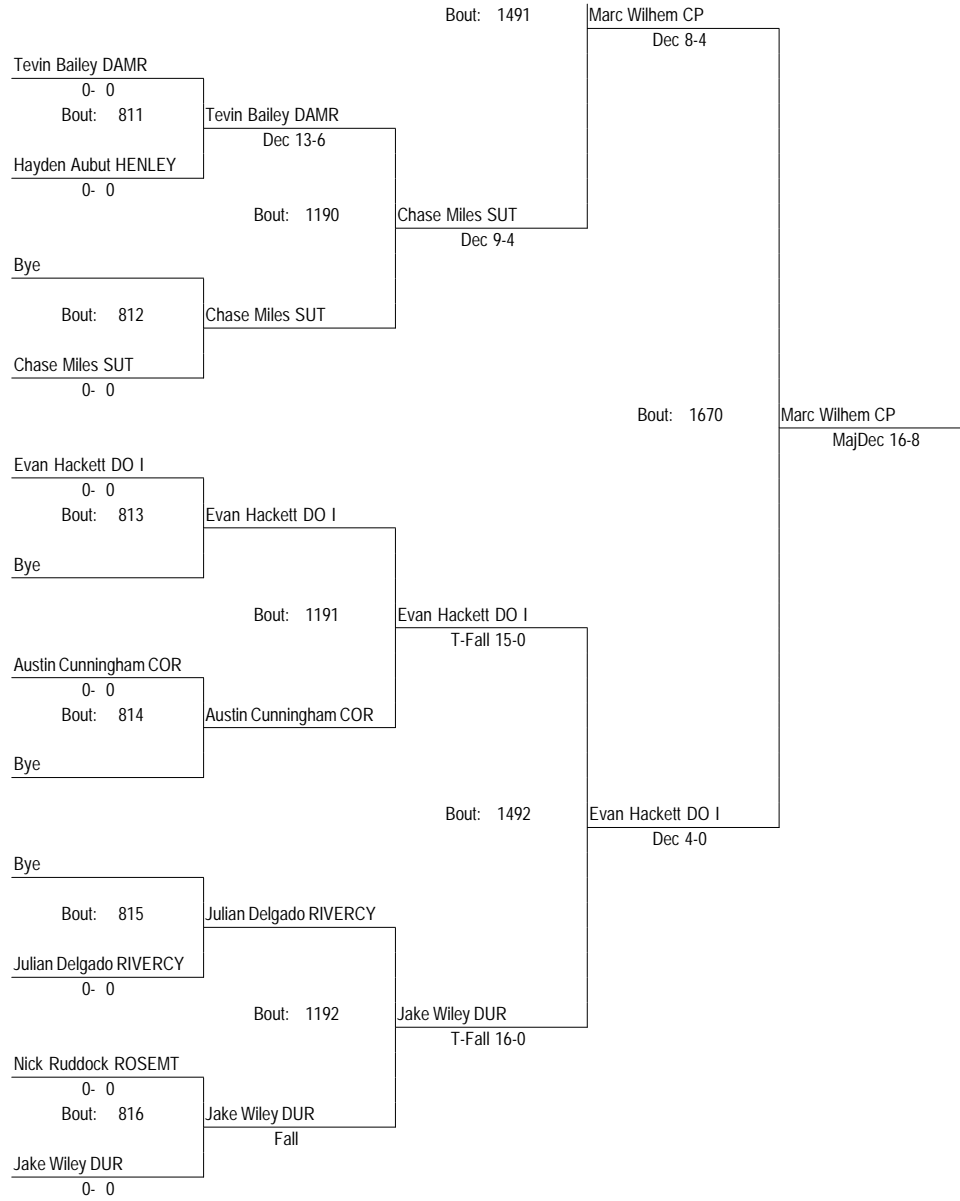 Bout: 1491
Marc Wilhem CP
Dec 8-4
Tevin Bailey DAMR
0- 0
Bout: 811
Tevin Bailey DAMR
Dec 13-6
Hayden Aubut HENLEY
0- 0
Bout: 1190
Chase Miles SUT
Dec 9-4
Bye
Bout: 812
Chase Miles SUT
Chase Miles SUT
0- 0
Bout: 1670
Marc Wilhem CP
MajDec 16-8
Evan Hackett DO I
0- 0
Bout: 813
Evan Hackett DO I
Bye
Bout: 1191
Evan Hackett DO I
T-Fall 15-0
Austin Cunningham COR
0- 0
Bout: 814
Austin Cunningham COR
Bye
Bout: 1492
Evan Hackett DO I
Dec 4-0
Bye
Bout: 815
Julian Delgado RIVERCY
Julian Delgado RIVERCY
0- 0
Bout: 1192
Jake Wiley DUR
T-Fall 16-0
Nick Ruddock ROSEMT
0- 0
Bout: 816
Jake Wiley DUR
Fall
Jake Wiley DUR
0- 0